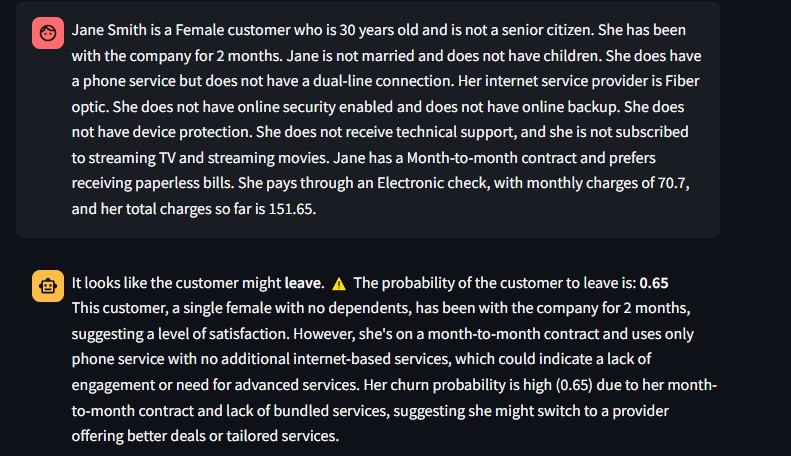 Jane Smith is a Female customer who is 30 years old and is not a senior citizen. She has been
with the company for 2 months. Jane is not married and does not have children. She does have
a phone service but does not have a dual-line connection. Her internet service provider is Fiber
optic. She does not have online security enabled and does not have online backup. She does
not have device protection. She does not receive technical support, and she is not subscribed
to streaming TV and streaming movies. Jane has a Month-to-month contract and prefers
receiving paperless bills. She pays through an Electronic check, with monthly charges of 70.7,
and her total charges so far is 151.65.
It looks like the customer might leave. ⚠️ The probability of the customer to leave is: 0.65
This customer, a single female with no dependents, has been with the company for 2 months,
suggesting a level of satisfaction. However, she's on a month-to-month contract and uses only
phone service with no additional internet-based services, which could indicate a lack of
engagement or need for advanced services. Her churn probability is high (0.65) due to her month-
to-month contract and lack of bundled services, suggesting she might switch to a provider
offering better deals or tailored services.